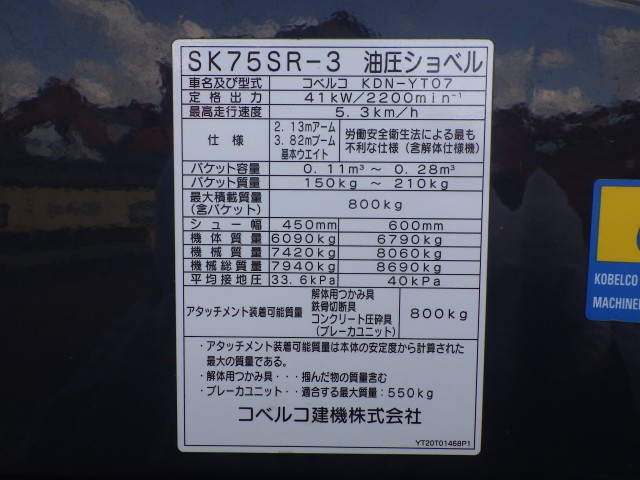 SK75SR-3 油圧ショベル
車名及び型式 コベルコ KDN-YT07
定格出力 41kW/2200min⁻¹
最高走行速度 5.3km/h
仕様 2.13mアーム 3.82mブーム 基本ウエイト 労働安全衛生法による最も不利な仕様(含解体仕様機)
バケット容量 0.11m³ ~ 0.28m³
バケット質量 150kg ~ 210kg
最大積載質量(含バケット) 800kg
シュー幅 450mm 600mm
機体質量 6090kg 6790kg
機械質量 7420kg 8060kg
機械総質量 7940kg 8690kg
平均接地圧 33.6kPa 40kPa
アタッチメント装着可能質量 解体用つかみ具 鉄骨切断具 コンクリート圧砕具 (ブレーカユニット) 800kg
・アタッチメント装着可能質量は本体の安定度から計算された
最大の質量である。
・解体用つかみ具・・・掴んだ物の質量含む
・ブレーカユニット・・適合する最大質量:550kg
コベルコ建機株式会社
YT20T01468P1
KOBELCO